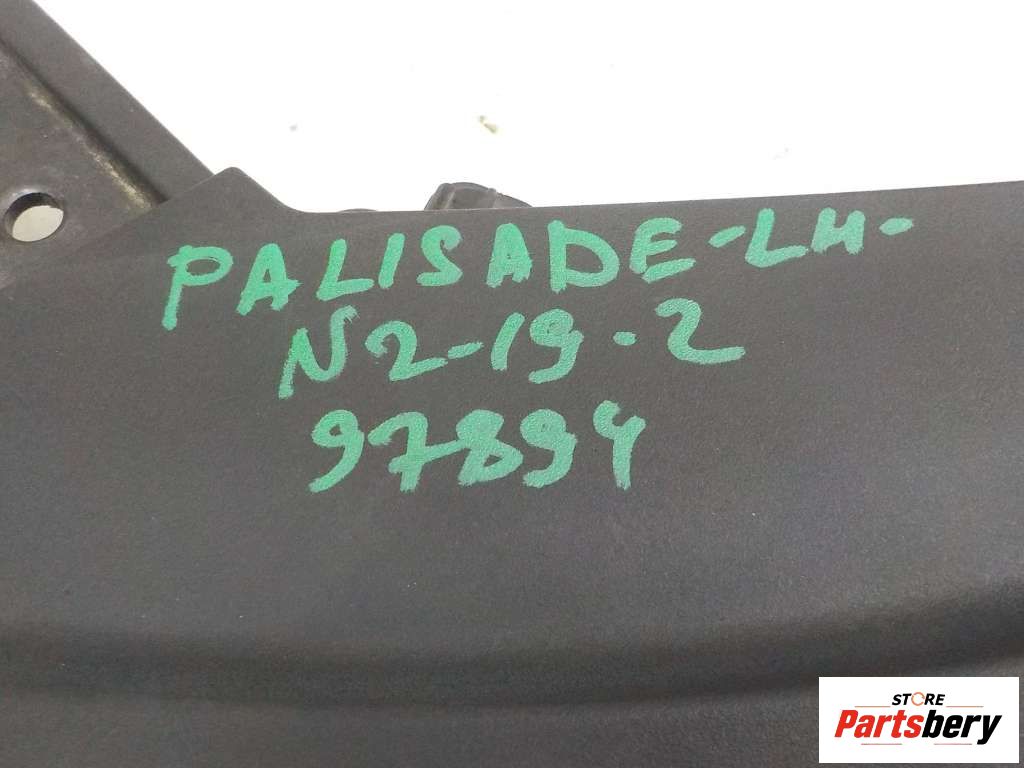 PALISADE-LH-
N2-19-2
97894
STORE
Partsbery